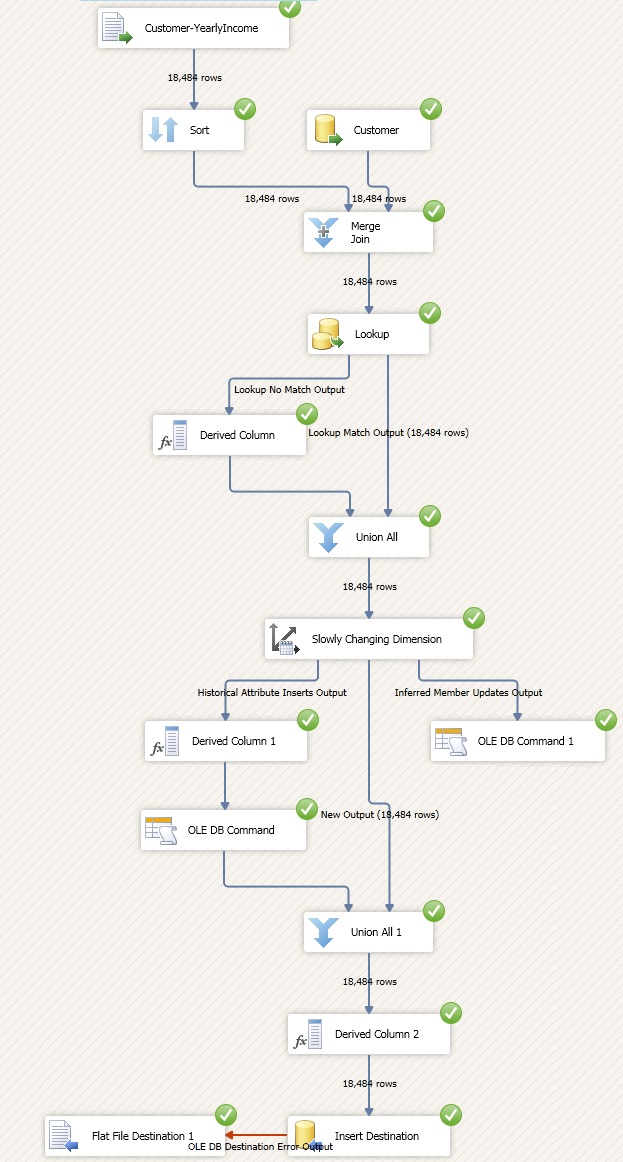 Customer-YearlyIncome
18,484 rows
Sort
Customer
18,484 rows
18,484 rows
Merge
Join
18,484 rows
Lookup
Lookup No Match Output
Derived Column
Lookup Match Output (18,484 rows)
Union All
18,484 rows
Slowly Changing Dimension
Historical Attribute Inserts Output
Inferred Member Updates Output
fx
Derived Column 1
OLE DB Command 1
OLE DB Command
New Output (18,484 rows)
Union All 1
18,484 rows
fx
Derived Column 2
18,484 rows
Flat File Destination 1
Insert Destination
OLE DB Destination Error Output